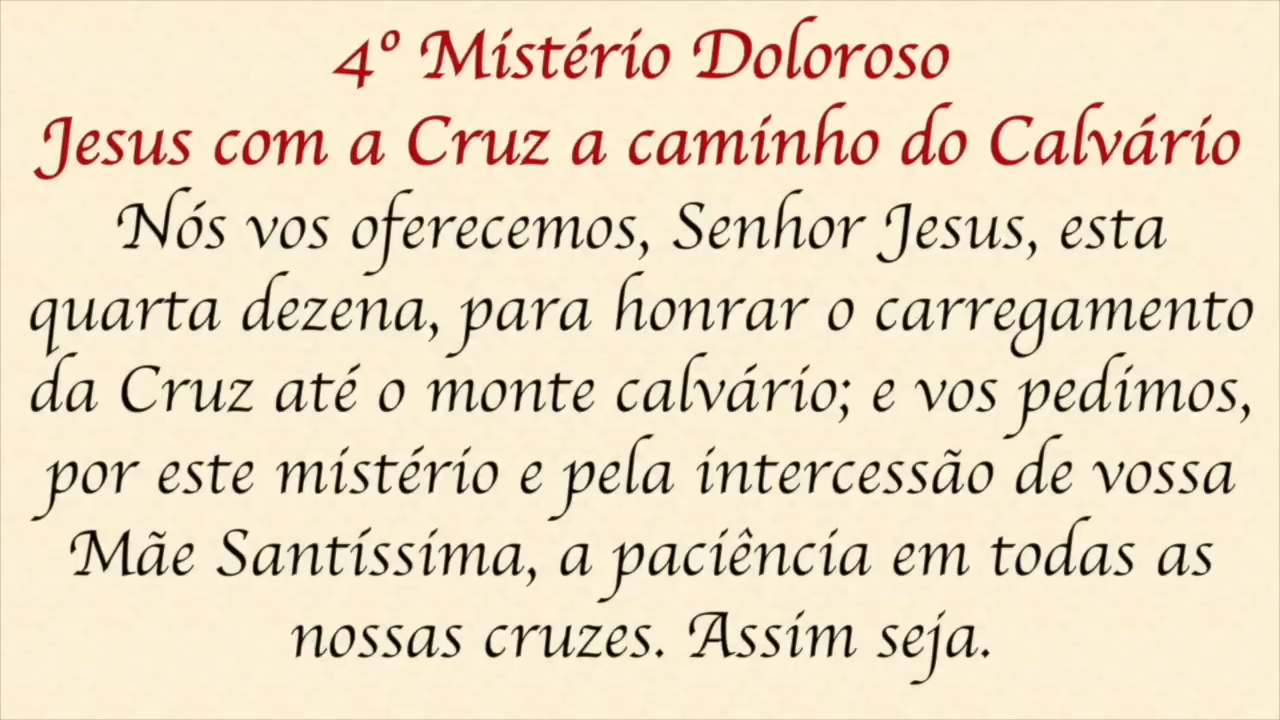 4º Mistério Doloroso
Jesus com a Cruz a caminho do Calvário
Nós vos oferecemos, Senhor Jesus, esta
quarta dezena, para honrar o carregamento
da Cruz até o monte calvário; e vos pedimos,
por este mistério e pela intercessão de vossa
Mãe Santíssima, a paciência em todas as
nossas cruzes. Assim seja.